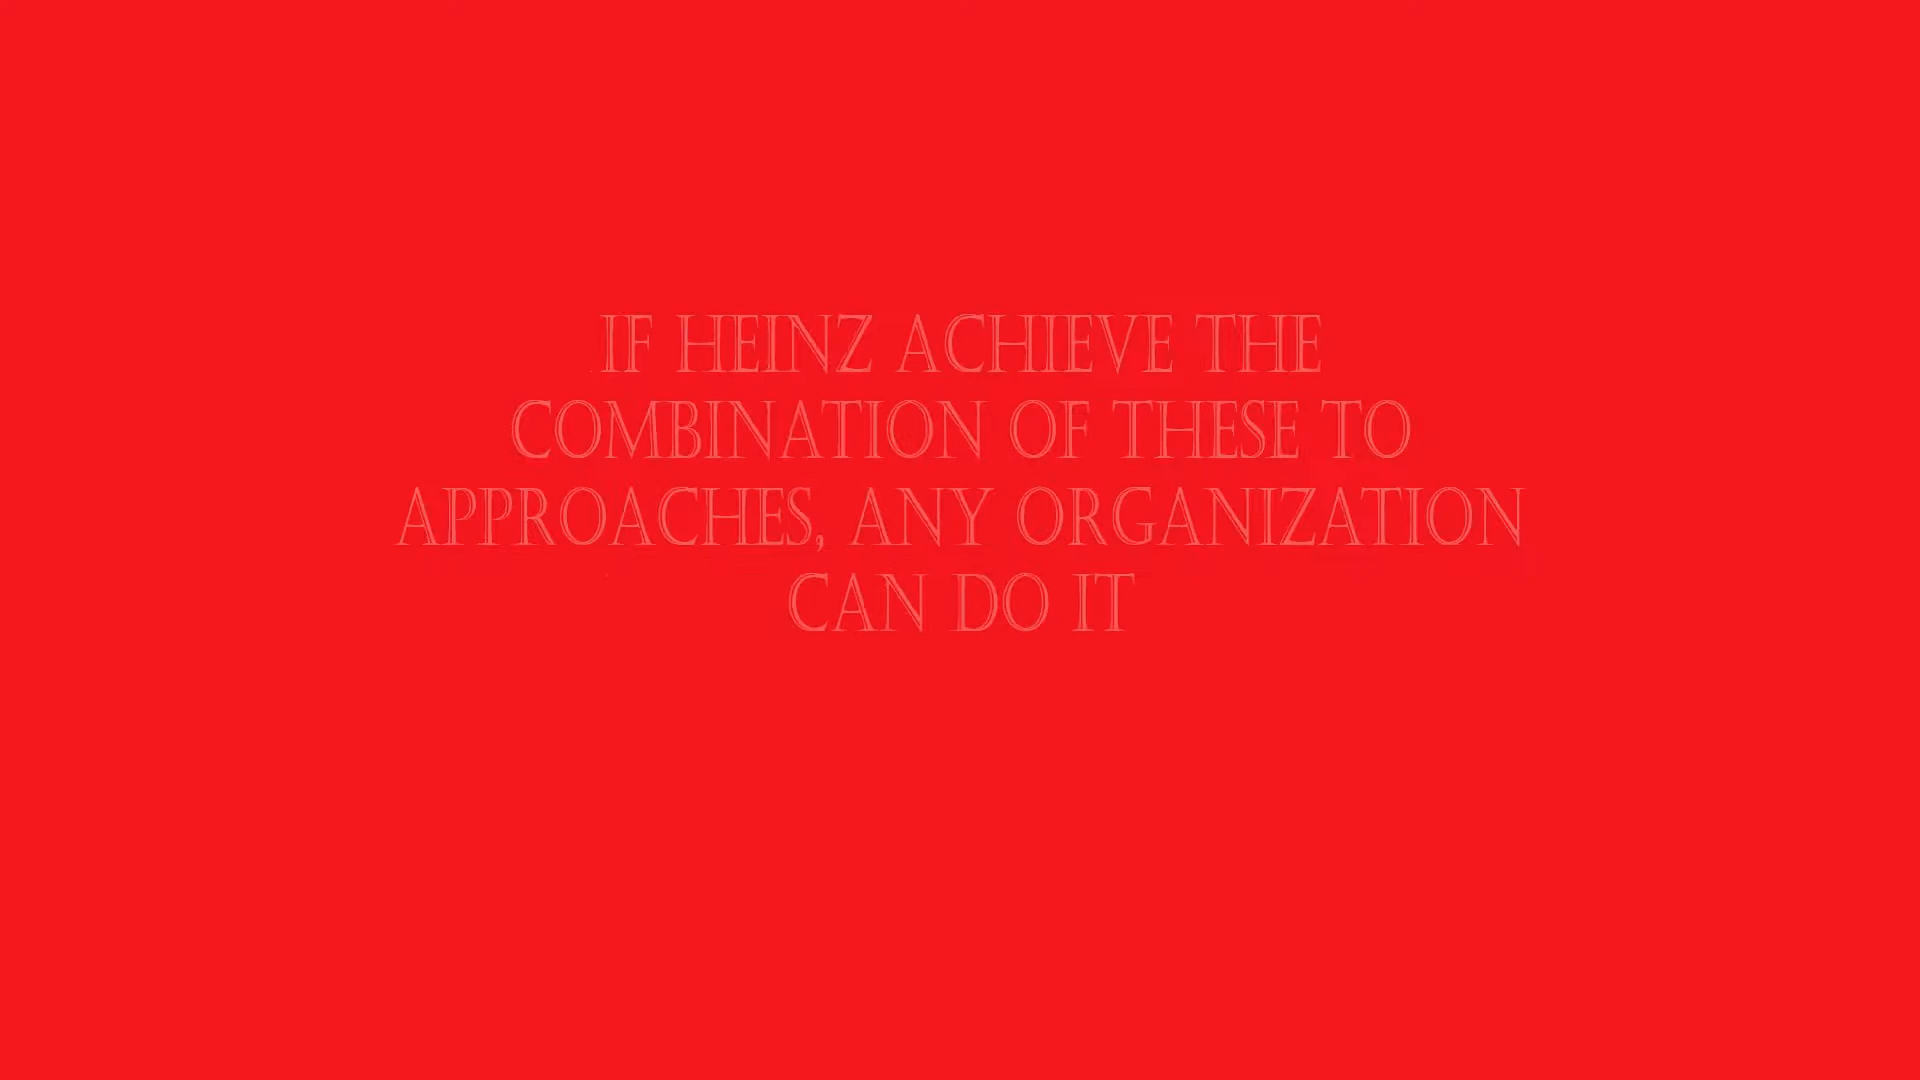 IF HEINZ ACHIEVE THE
COMBINATION OF THESE TO
APPROACHES, ANY ORGANIZATION
CAN DO IT